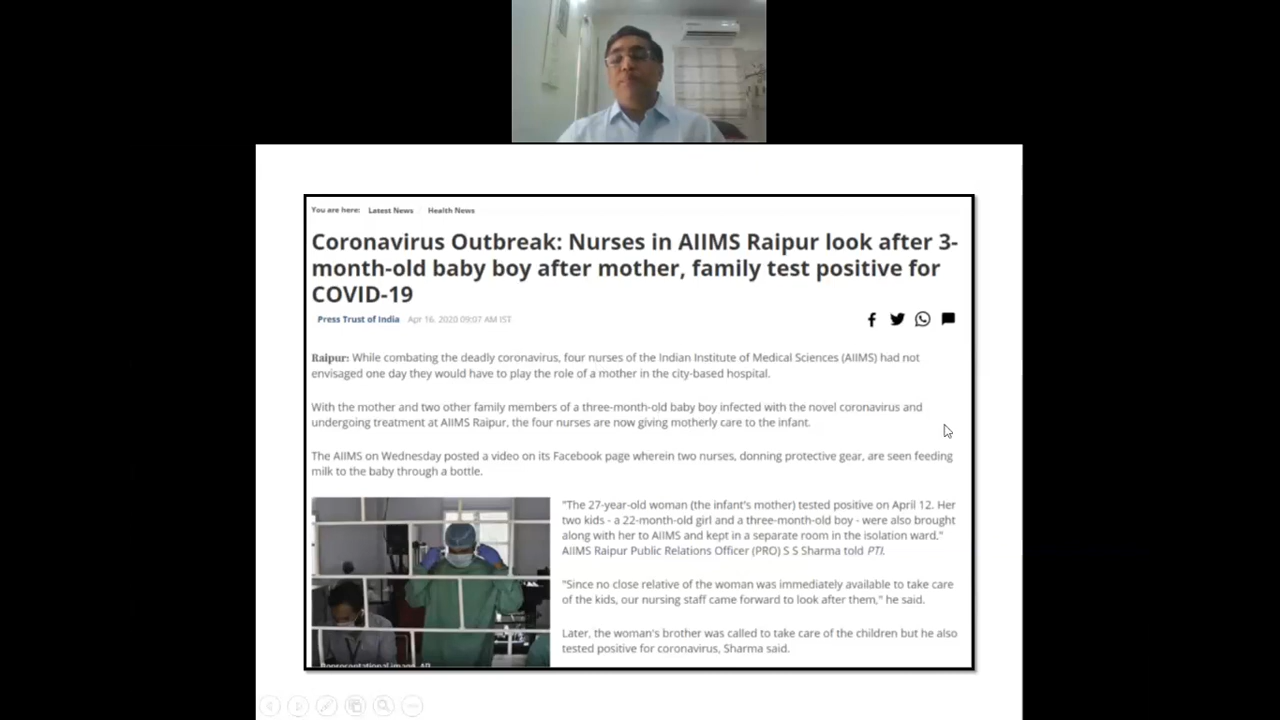 You are here: Latest News Health News
Coronavirus Outbreak: Nurses in AIIMS Raipur look after 3-
month-old baby boy after mother, family test positive for
COVID-19
Press Trust of India Apr 16, 2020 09:07 AM IST
Raipur: While combating the deadly coronavirus, four nurses of the Indian Institute of Medical Sciences (AIIMS) had not
envisaged one day they would have to play the role of a mother in the city-based hospital.
With the mother and two other family members of a three-month-old baby boy infected with the novel coronavirus and
undergoing treatment at AIIMS Raipur, the four nurses are now giving motherly care to the infant.
The AIIMS on Wednesday posted a video on its Facebook page wherein two nurses, donning protective gear, are seen feeding
milk to the baby through a bottle.
"The 27-year-old woman (the infant's mother) tested positive on April 12. Her
two kids - a 22-month-old girl and a three-month-old boy - were also brought
along with her to AIIMS and kept in a separate room in the isolation ward."
AIIMS Raipur Public Relations Officer (PRO) S S Sharma told PTI.
"Since no close relative of the woman was immediately available to take care
of the kids, our nursing staff came forward to look after them," he said.
Later, the woman's brother was called to take care of the children but he also
tested positive for coronavirus, Sharma said.
Representational image. AP